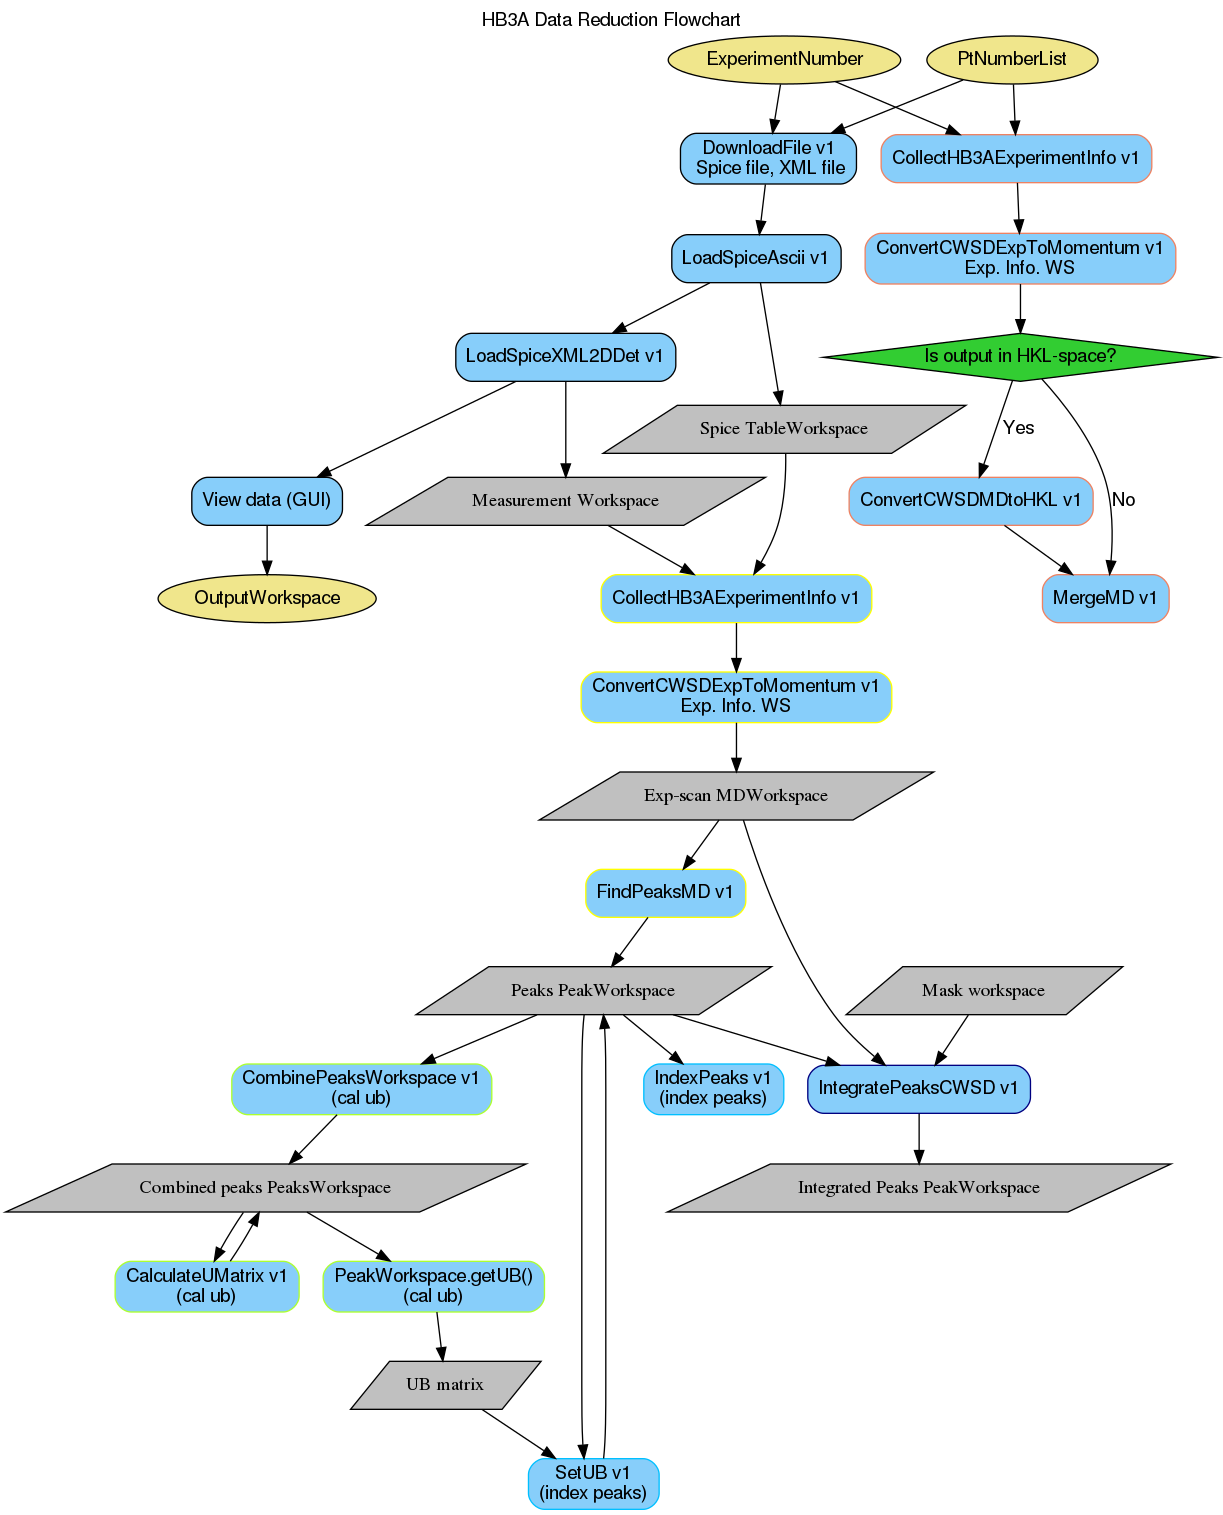 HB3A Data Reduction Flowchart
ExperimentNumber
PtNumberList
DownloadFile v1
Spice file, XML file
CollectHB3AExperimentInfo v1
LoadSpiceAscii v1
ConvertCWSDExpToMomentum v1
Exp. Info. WS
LoadSpiceXML2DDet v1
Is output in HKL-space?
Spice TableWorkspace
Yes
View data (GUI)
Measurement Workspace
ConvertCWSDMDtoHKL v1
No
OutputWorkspace
CollectHB3AExperimentInfo v1
MergeMD v1
ConvertCWSDExpToMomentum v1
Exp. Info. WS
Exp-scan MDWorkspace
FindPeaksMD v1
Peaks PeakWorkspace
Mask workspace
CombinePeaksWorkspace v1
(cal ub)
IndexPeaks v1
(index peaks)
IntegratePeaksCWSD v1
Combined peaks PeaksWorkspace
Integrated Peaks PeakWorkspace
CalculateUMatrix v1
(cal ub)
PeakWorkspace.getUB()
(cal ub)
UB matrix
SetUB v1
(index peaks)